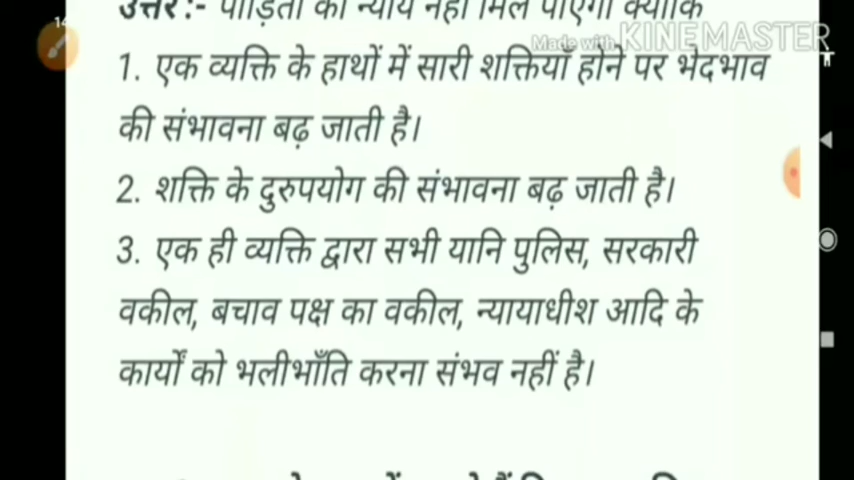 उत्तर:- पीड़िता को न्याय नहीं मिल पाएगा क्योंकि
Made with KINEMASTER
1. एक व्यक्ति के हाथों में सारी शक्तियाँ होने पर भेदभाव
की संभावना बढ़ जाती है।
2. शक्ति के दुरुपयोग की संभावना बढ़ जाती है।
3. एक ही व्यक्ति द्वारा सभी यानि पुलिस, सरकारी
वकील, बचाव पक्ष का वकील, न्यायाधीश आदि के
कार्यों को भलीभाँति करना संभव नहीं है।